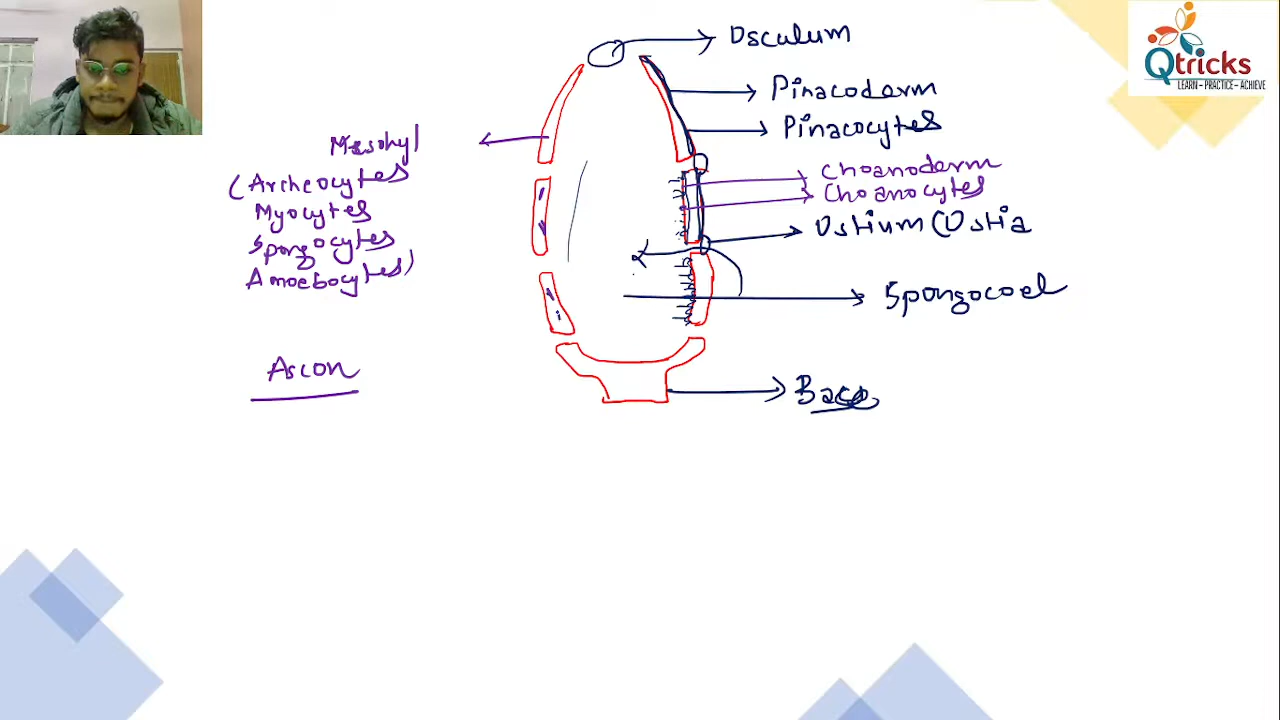 Osculum
Qtricks
LEARN - PRACTICE - ACHIEVE
Pinacoderm
Pinacocytes
Mesohyl
Choanoderm
(Archeocytes
Choanocytes
Myocytes
Ostium (Ostia
Spongocytes
Amoebocytes)
Spongocoel
Ascon
Base